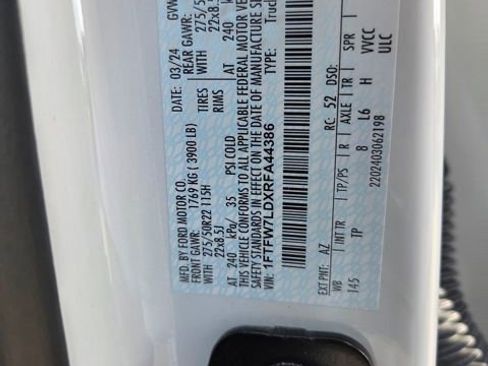 MFD. BY FORD MOTOR CO.
DATE: 03/24 GVW
FRONT GAWR: 1769 KG ( 3900 LB) REAR GAWR:
WITH 275/50R22 115H TIRES WITH 275/50
22x8.5J RIMS 22x8.5
AT 240 kPa/ 35 PSI COLD AT 240
THIS VEHICLE CONFORMS TO ALL APPLICABLE FEDERAL MOTOR VEH
SAFETY STANDARDS IN EFFECT ON THE DATE OF MANUFACTURE S
VIN: 1FTFW7LDXRFA44386 TYPE: Truc
EXT PNT: AZ RC: 52 DSO:
WB INT TR TP/PS R AXLE TR SPR
145 TP 8 L6 H VVCC
2202403062198 ULC